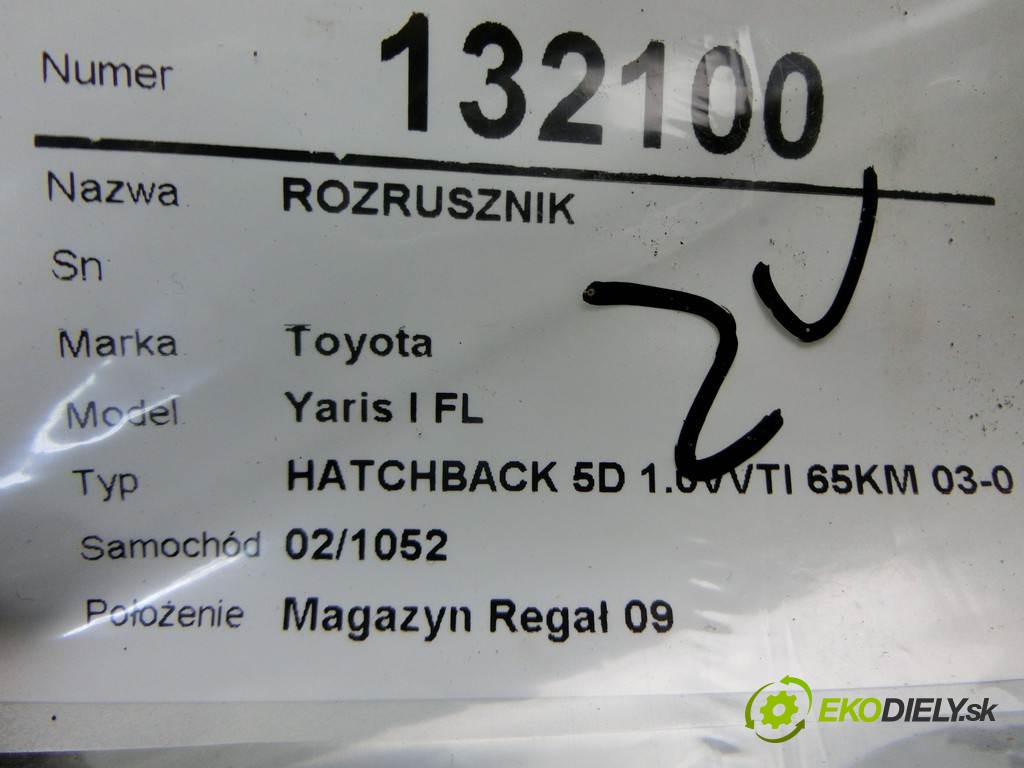 Numer 132100
Nazwa ROZRUSZNIK
Sn
Marka Toyota
Model Yaris I FL
Typ HATCHBACK 5D 1.0VVTI 65KM 03-0
Samochód 02/1052
Położenie Magazyn Regał 09
EKODIELY.sk